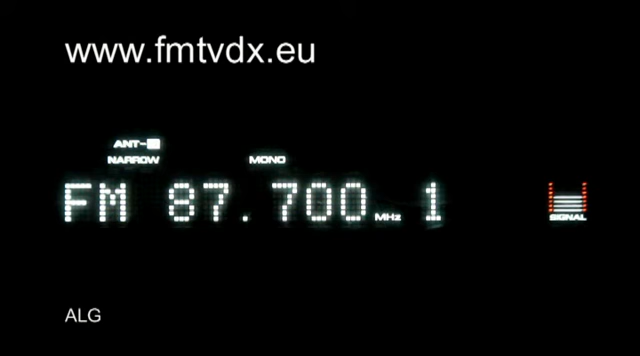 www.fmtvdx.eu
ANT-
NARROW MONO
FM 87.700 MHz 1
SIGNAL
ALG